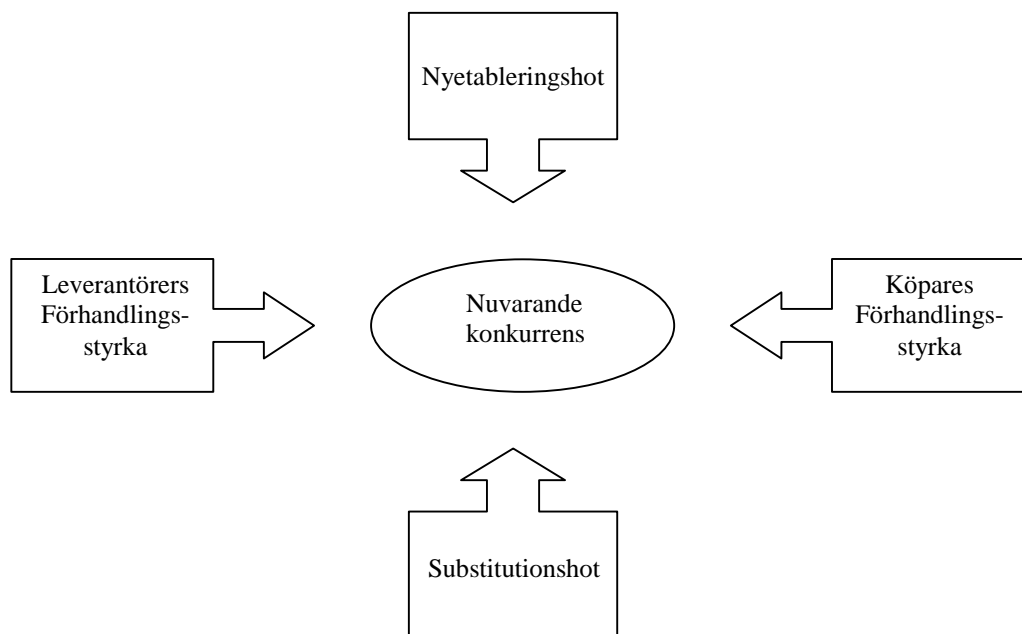 Nyetableringshot
Leverantörers
Förhandlings-
styrka
Nuvarande
konkurrens
Köpares
Förhandlings-
styrka
Substitutionshot